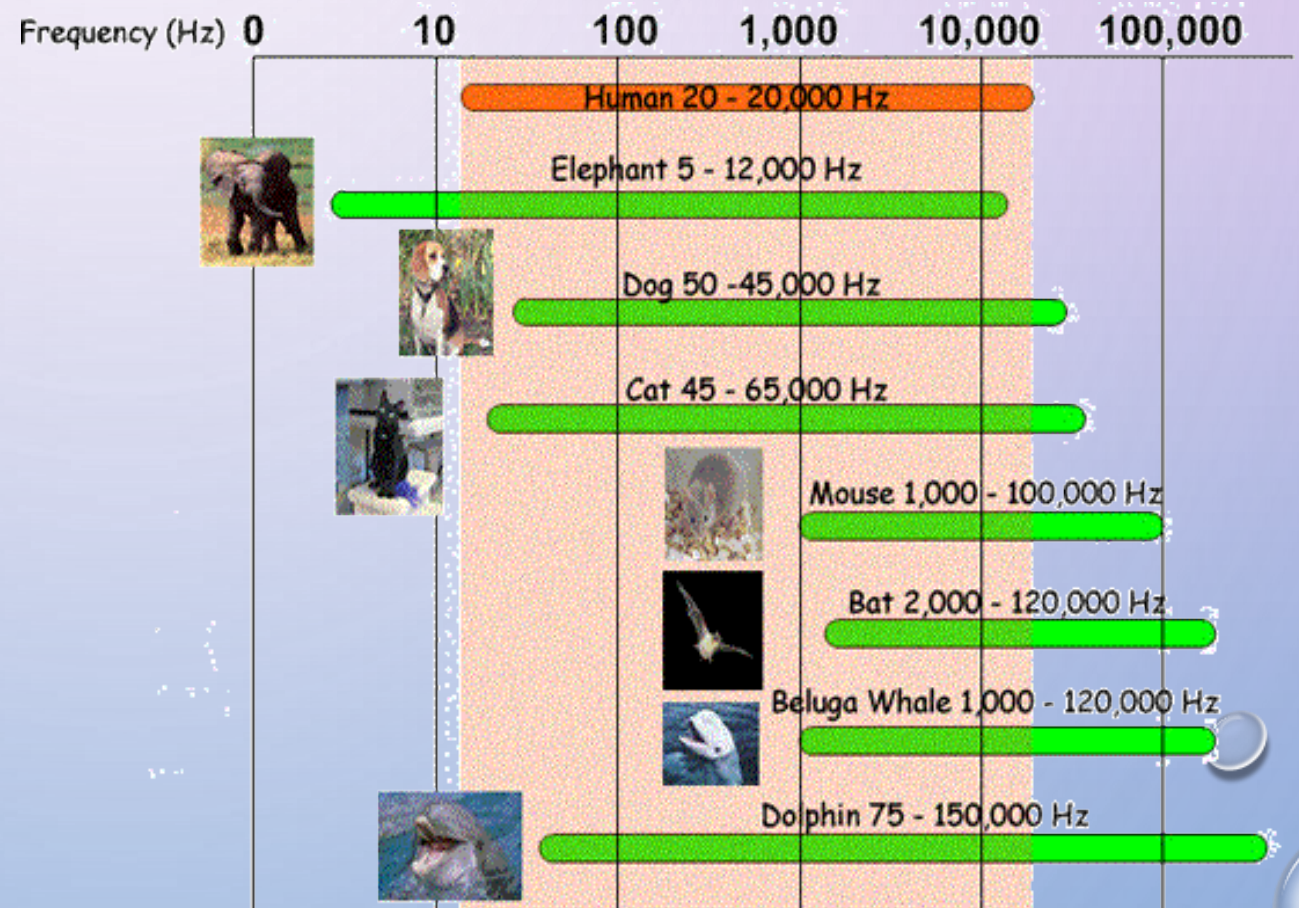 Frequency (Hz) 0 10 100 1,000 10,000 100,000
Human 20 - 20,000 Hz
Elephant 5 - 12,000 Hz
Dog 50 -45,000 Hz
Cat 45 - 65,000 Hz
Mouse 1,000 - 100,000 Hz
Bat 2,000 - 120,000 Hz
Beluga Whale 1,000 - 120,000 Hz
Dolphin 75 - 150,000 Hz